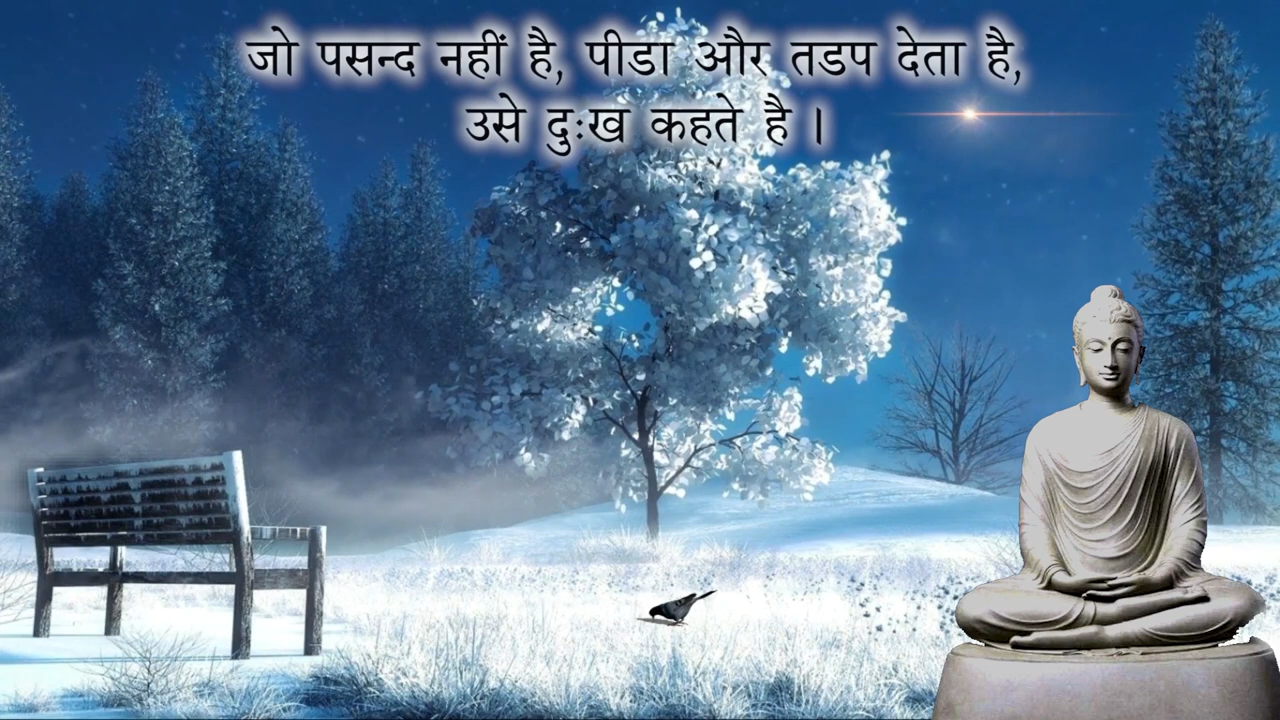 जो पसन्द नहीं है, पीडा और तडप देता है,
उसे दुःख कहते है ।